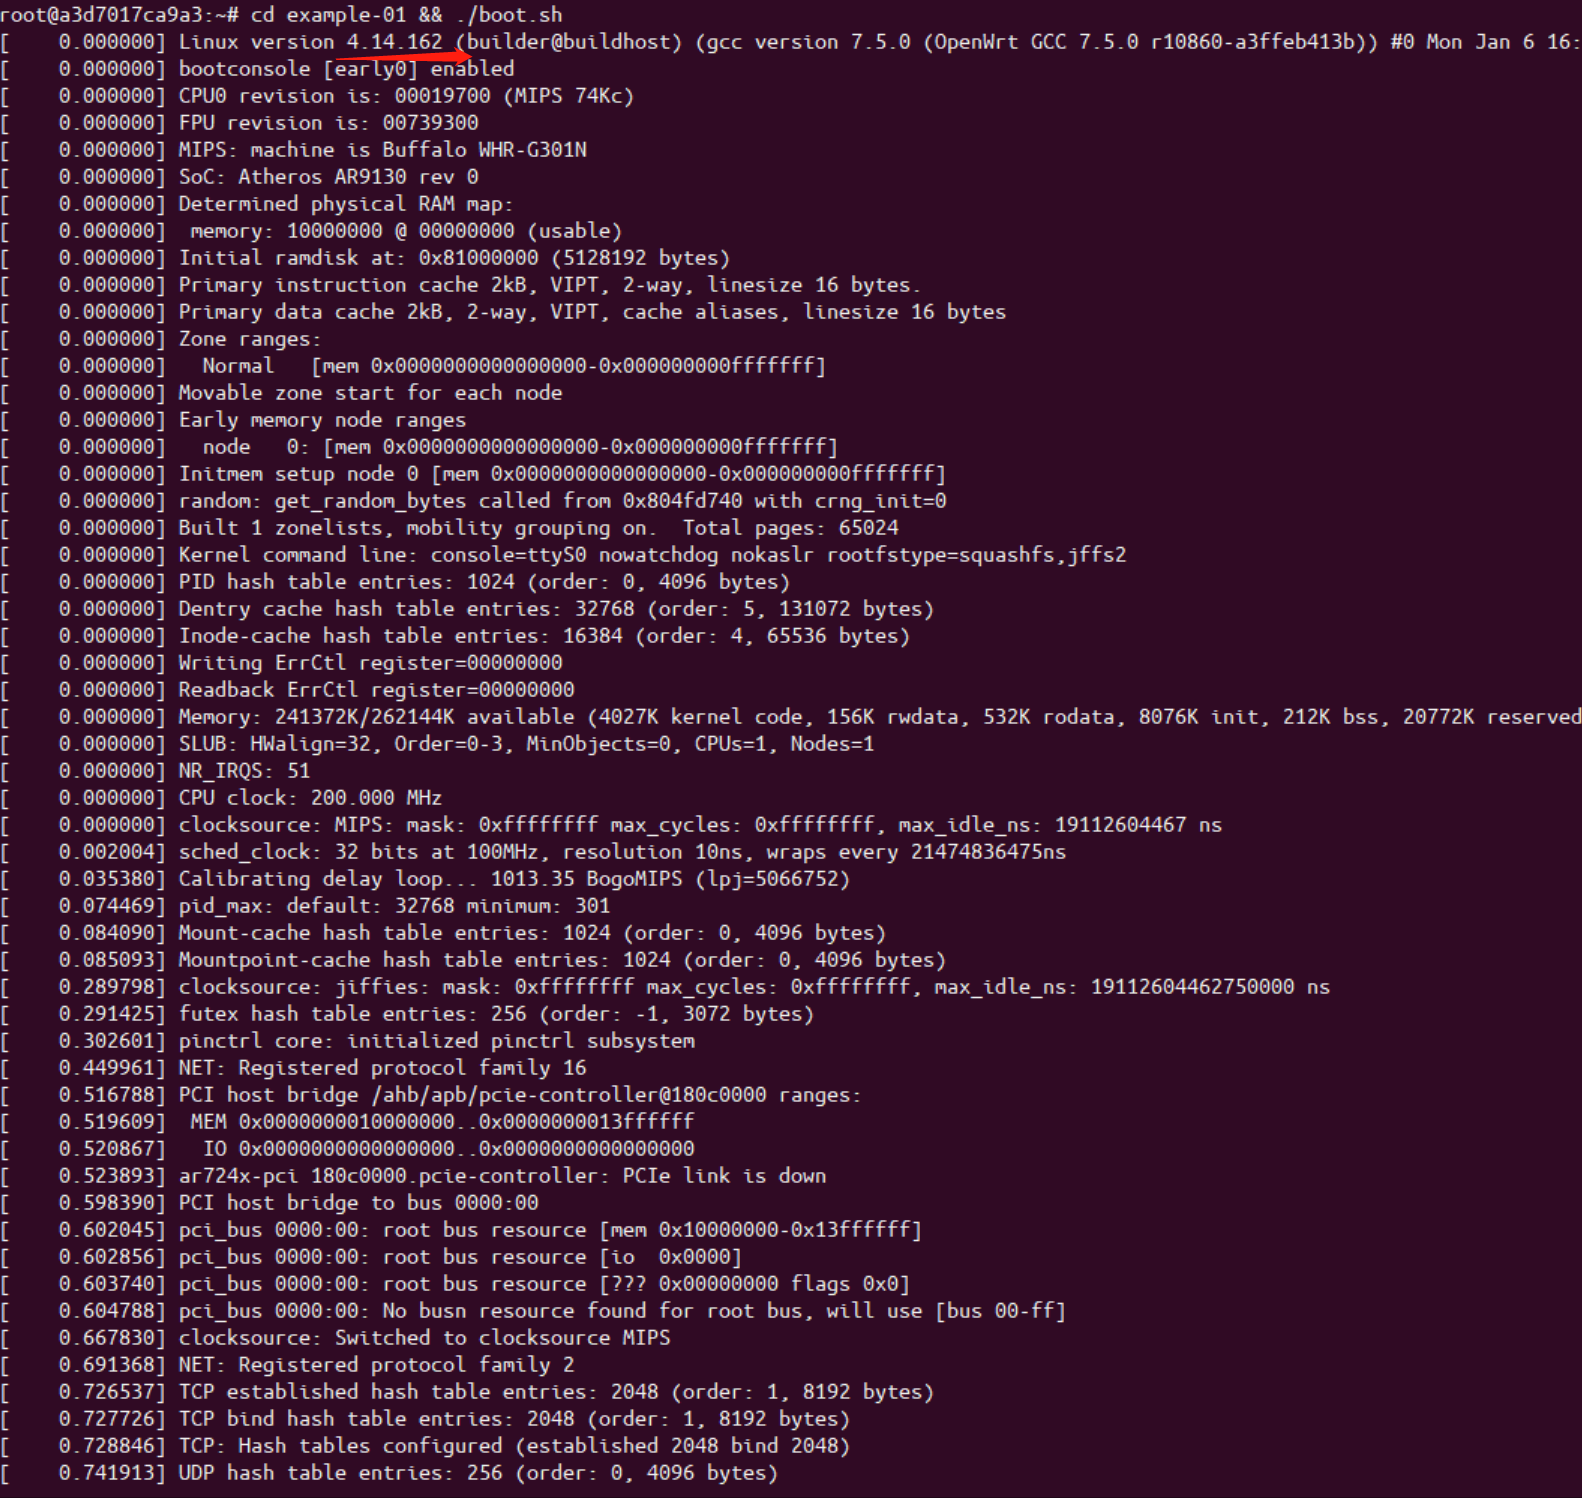 root@a3d7017ca9a3:~# cd example-01 && ./boot.sh
[    0.000000] Linux version 4.14.162 (builder@buildhost) (gcc version 7.5.0 (OpenWrt GCC 7.5.0 r10860-a3ffeb413b)) #0 Mon Jan 6 16:
[    0.000000] bootconsole [early0] enabled
[    0.000000] CPU0 revision is: 00019700 (MIPS 74Kc)
[    0.000000] FPU revision is: 00739300
[    0.000000] MIPS: machine is Buffalo WHR-G301N
[    0.000000] SoC: Atheros AR9130 rev 0
[    0.000000] Determined physical RAM map:
[    0.000000]  memory: 10000000 @ 00000000 (usable)
[    0.000000] Initial ramdisk at: 0x81000000 (5128192 bytes)
[    0.000000] Primary instruction cache 2kB, VIPT, 2-way, linesize 16 bytes.
[    0.000000] Primary data cache 2kB, 2-way, VIPT, cache aliases, linesize 16 bytes
[    0.000000] Zone ranges:
[    0.000000]   Normal   [mem 0x0000000000000000-0x000000000fffffff]
[    0.000000] Movable zone start for each node
[    0.000000] Early memory node ranges
[    0.000000]   node   0: [mem 0x0000000000000000-0x000000000fffffff]
[    0.000000] Initmem setup node 0 [mem 0x0000000000000000-0x000000000fffffff]
[    0.000000] random: get_random_bytes called from 0x804fd740 with crng_init=0
[    0.000000] Built 1 zonelists, mobility grouping on.  Total pages: 65024
[    0.000000] Kernel command line: console=ttyS0 nowatchdog nokaslr rootfstype=squashfs,jffs2
[    0.000000] PID hash table entries: 1024 (order: 0, 4096 bytes)
[    0.000000] Dentry cache hash table entries: 32768 (order: 5, 131072 bytes)
[    0.000000] Inode-cache hash table entries: 16384 (order: 4, 65536 bytes)
[    0.000000] Writing ErrCtl register=00000000
[    0.000000] Readback ErrCtl register=00000000
[    0.000000] Memory: 241372K/262144K available (4027K kernel code, 156K rwdata, 532K rodata, 8076K init, 212K bss, 20772K reserved
[    0.000000] SLUB: HWalign=32, Order=0-3, MinObjects=0, CPUs=1, Nodes=1
[    0.000000] NR_IRQS: 51
[    0.000000] CPU clock: 200.000 MHz
[    0.000000] clocksource: MIPS: mask: 0xffffffff max_cycles: 0xffffffff, max_idle_ns: 19112604467 ns
[    0.002004] sched_clock: 32 bits at 100MHz, resolution 10ns, wraps every 21474836475ns
[    0.035380] Calibrating delay loop... 1013.35 BogoMIPS (lpj=5066752)
[    0.074469] pid_max: default: 32768 minimum: 301
[    0.084090] Mount-cache hash table entries: 1024 (order: 0, 4096 bytes)
[    0.085093] Mountpoint-cache hash table entries: 1024 (order: 0, 4096 bytes)
[    0.289798] clocksource: jiffies: mask: 0xffffffff max_cycles: 0xffffffff, max_idle_ns: 19112604462750000 ns
[    0.291425] futex hash table entries: 256 (order: -1, 3072 bytes)
[    0.302601] pinctrl core: initialized pinctrl subsystem
[    0.449961] NET: Registered protocol family 16
[    0.516788] PCI host bridge /ahb/apb/pcie-controller@180c0000 ranges:
[    0.519609]  MEM 0x0000000010000000..0x0000000013ffffff
[    0.520867]   IO 0x0000000000000000..0x0000000000000000
[    0.523893] ar724x-pci 180c0000.pcie-controller: PCIe link is down
[    0.598390] PCI host bridge to bus 0000:00
[    0.602045] pci_bus 0000:00: root bus resource [mem 0x10000000-0x13ffffff]
[    0.602856] pci_bus 0000:00: root bus resource [io  0x0000]
[    0.603740] pci_bus 0000:00: root bus resource [??? 0x00000000 flags 0x0]
[    0.604788] pci_bus 0000:00: No busn resource found for root bus, will use [bus 00-ff]
[    0.667830] clocksource: Switched to clocksource MIPS
[    0.691368] NET: Registered protocol family 2
[    0.726537] TCP established hash table entries: 2048 (order: 1, 8192 bytes)
[    0.727726] TCP bind hash table entries: 2048 (order: 1, 8192 bytes)
[    0.728846] TCP: Hash tables configured (established 2048 bind 2048)
[    0.741913] UDP hash table entries: 256 (order: 0, 4096 bytes)